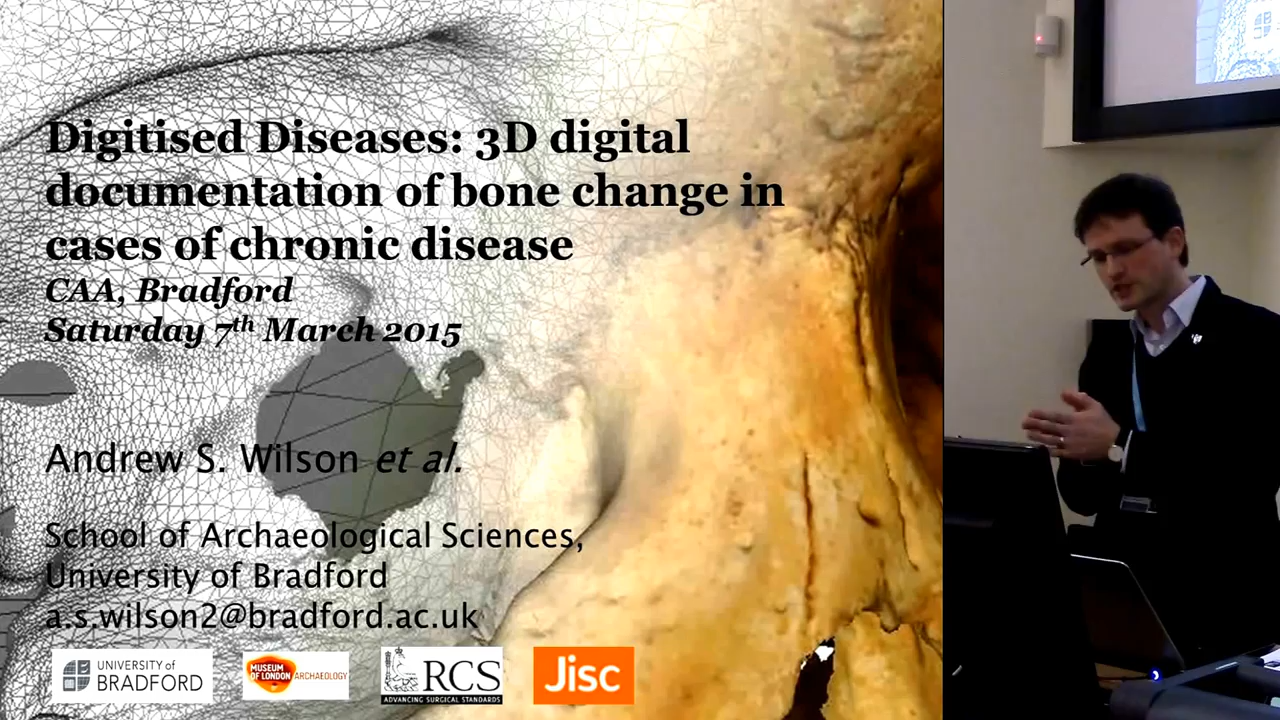 Digitised Diseases: 3D digital
documentation of bone change in
cases of chronic disease
CAA, Bradford
Saturday 7th March 2015
Andrew S. Wilson et al.
School of Archaeological Sciences,
University of Bradford
a.s.wilson2@bradford.ac.uk
UNIVERSITY of
BRADFORD
MUSEUM
OF LONDON
ARCHAEOLOGY
RCS
ADVANCING SURGICAL STANDARDS
Jisc